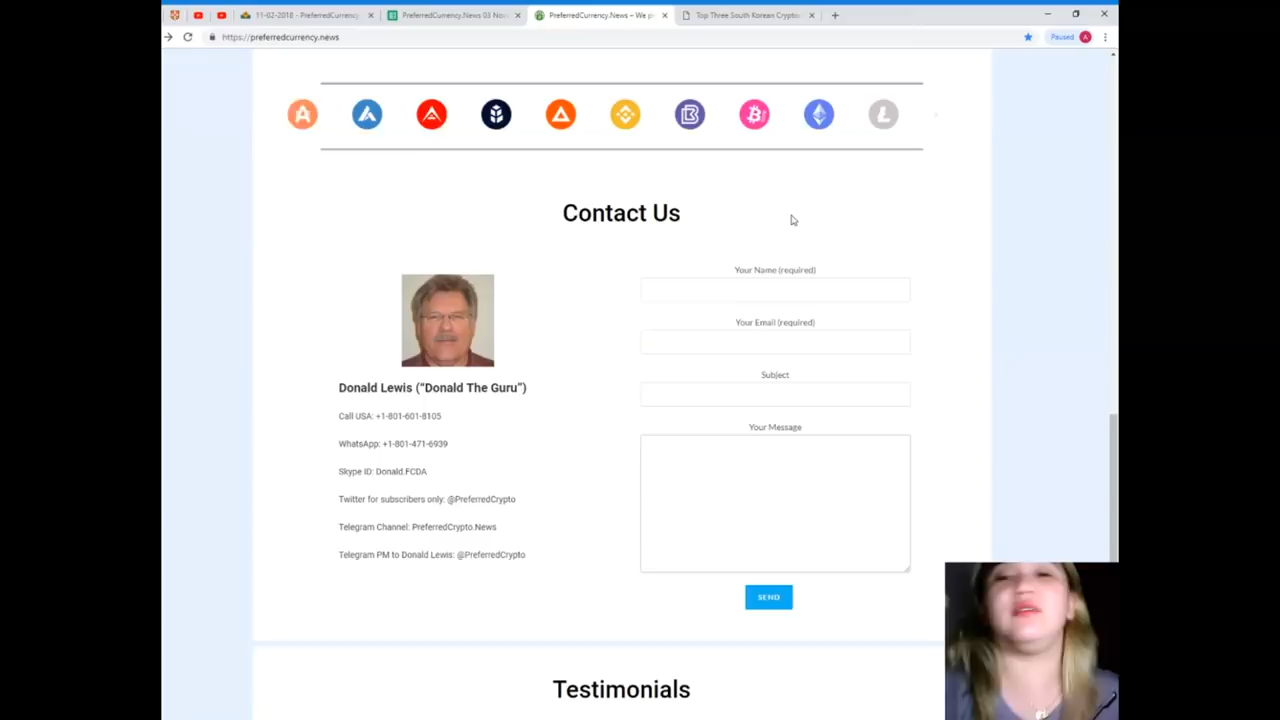 11-02-2018 - PreferredCurrency
PreferredCurrency.News 03 Nov
PreferredCurrency.News – We p
Top Three South Korean Crypto
https://preferredcurrency.news
Paused
A
Contact Us
Donald Lewis (“Donald The Guru”)
Call USA: +1-801-601-8105
WhatsApp: +1-801-471-6939
Skype ID: Donald.FCDA
Twitter for subscribers only: @PreferredCrypto
Telegram Channel: PreferredCrypto.News
Telegram PM to Donald Lewis: @PreferredCrypto
Your Name (required)
Your Email (required)
Subject
Your Message
SEND
Testimonials